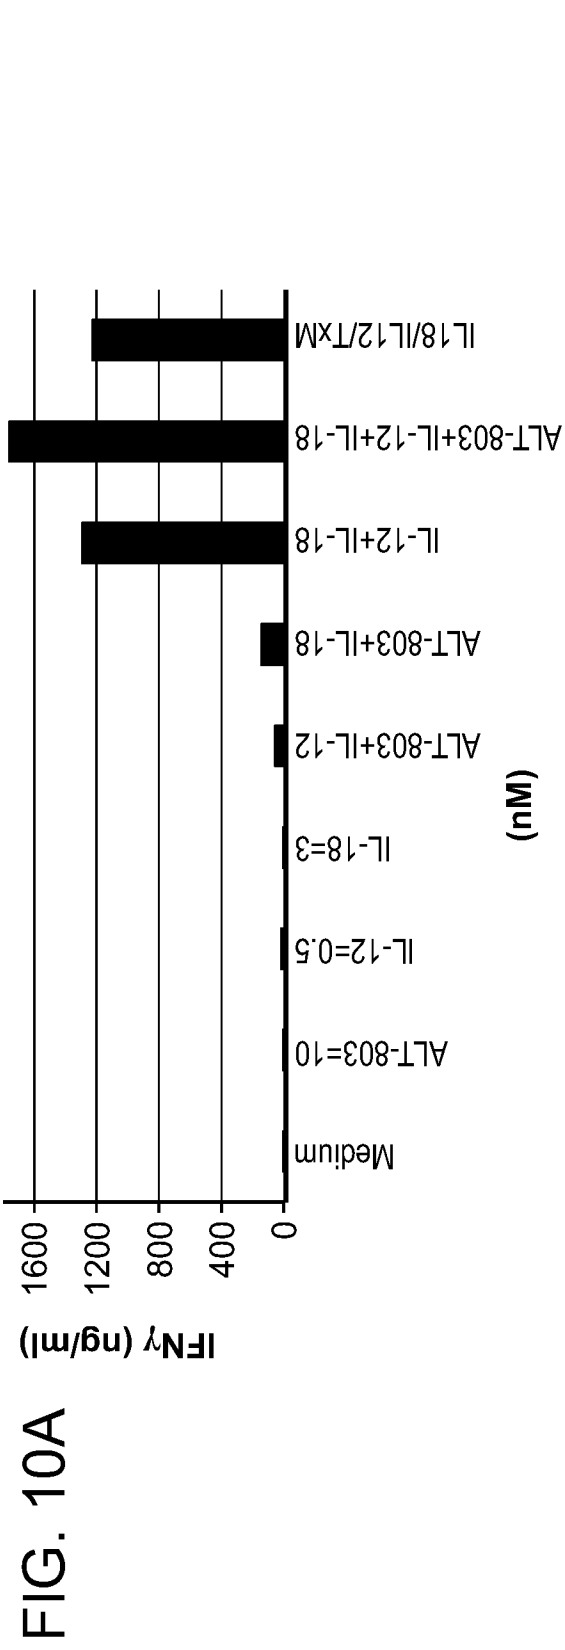 FIG. 10A
IFNγ (ng/ml)
1600
1200
800
400
0
Medium
ALT-803=10
IL-12=0.5
IL-18=3
ALT-803+IL-12
ALT-803+IL-18
IL-12+IL-18
ALT-803+IL-12+IL-18
IL18/IL12/TxM
(nM)